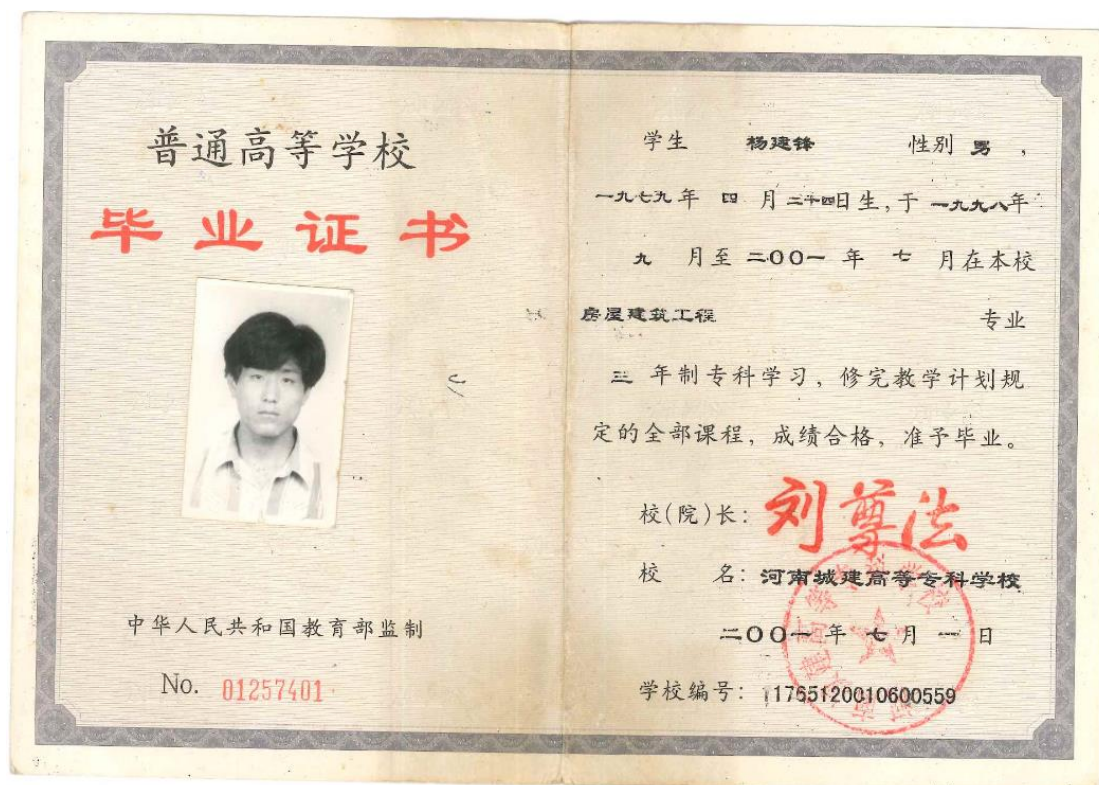 普通高等学校
毕业证书
中华人民共和国教育部监制
No. 01257401
学生 杨建锋 性别 男，
一九七九年 四 月二十四日生，于一九九八年
九 月至二〇〇一年 七 月在本校
房屋建筑工程 专业
三 年制专科学习，修完教学计划规
定的全部课程，成绩合格，准予毕业。
校(院)长：刘尊法
校 名：河南城建高等专科学校
二〇〇一年 七 月 一 日
学校编号：11765120010600559